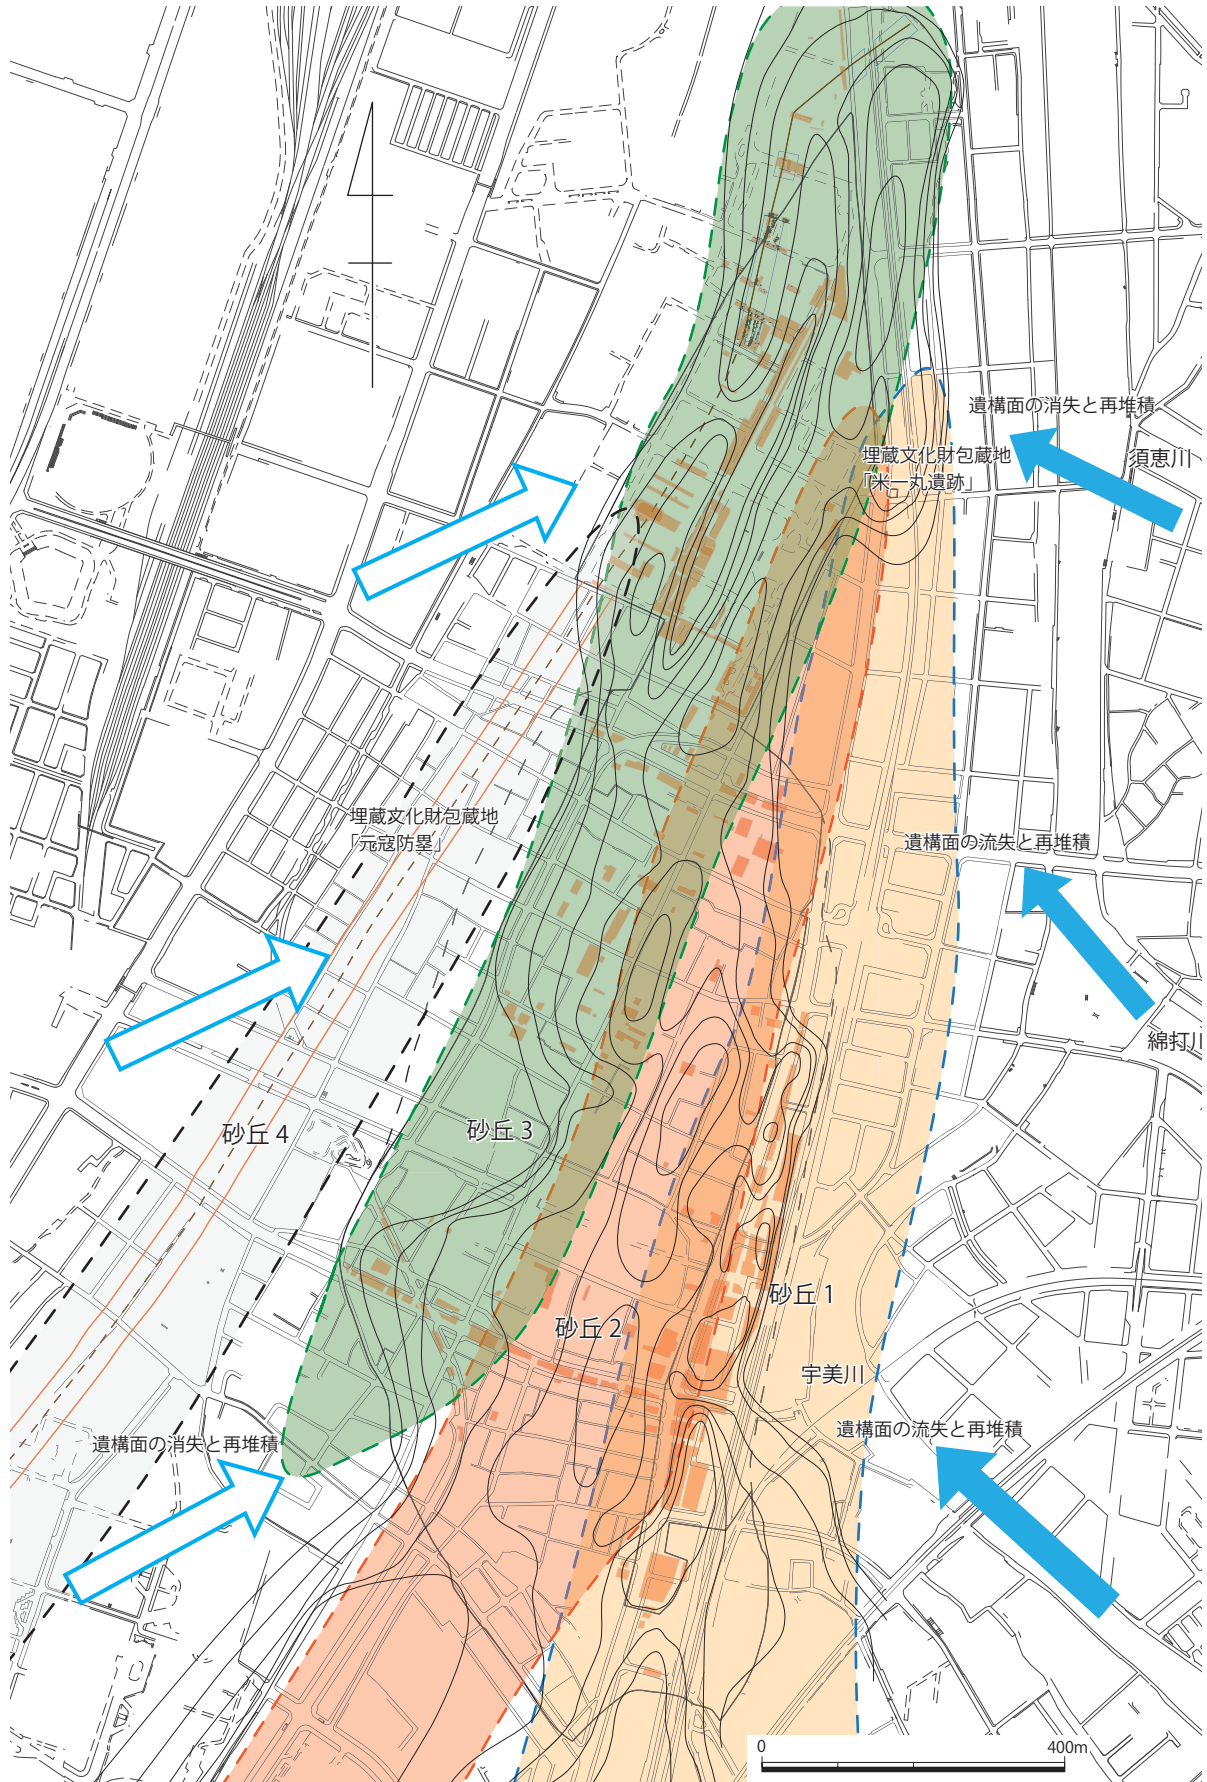 遺構面の消失と再堆積
埋蔵文化財包蔵地
「米一丸遺跡」
須恵川
埋蔵文化財包蔵地
「元寇防塁」
遺構面の流失と再堆積
綿打川
砂丘 4
砂丘 3
砂丘 1
砂丘 2
宇美川
遺構面の流失と再堆積
遺構面の消失と再堆積
0
400m